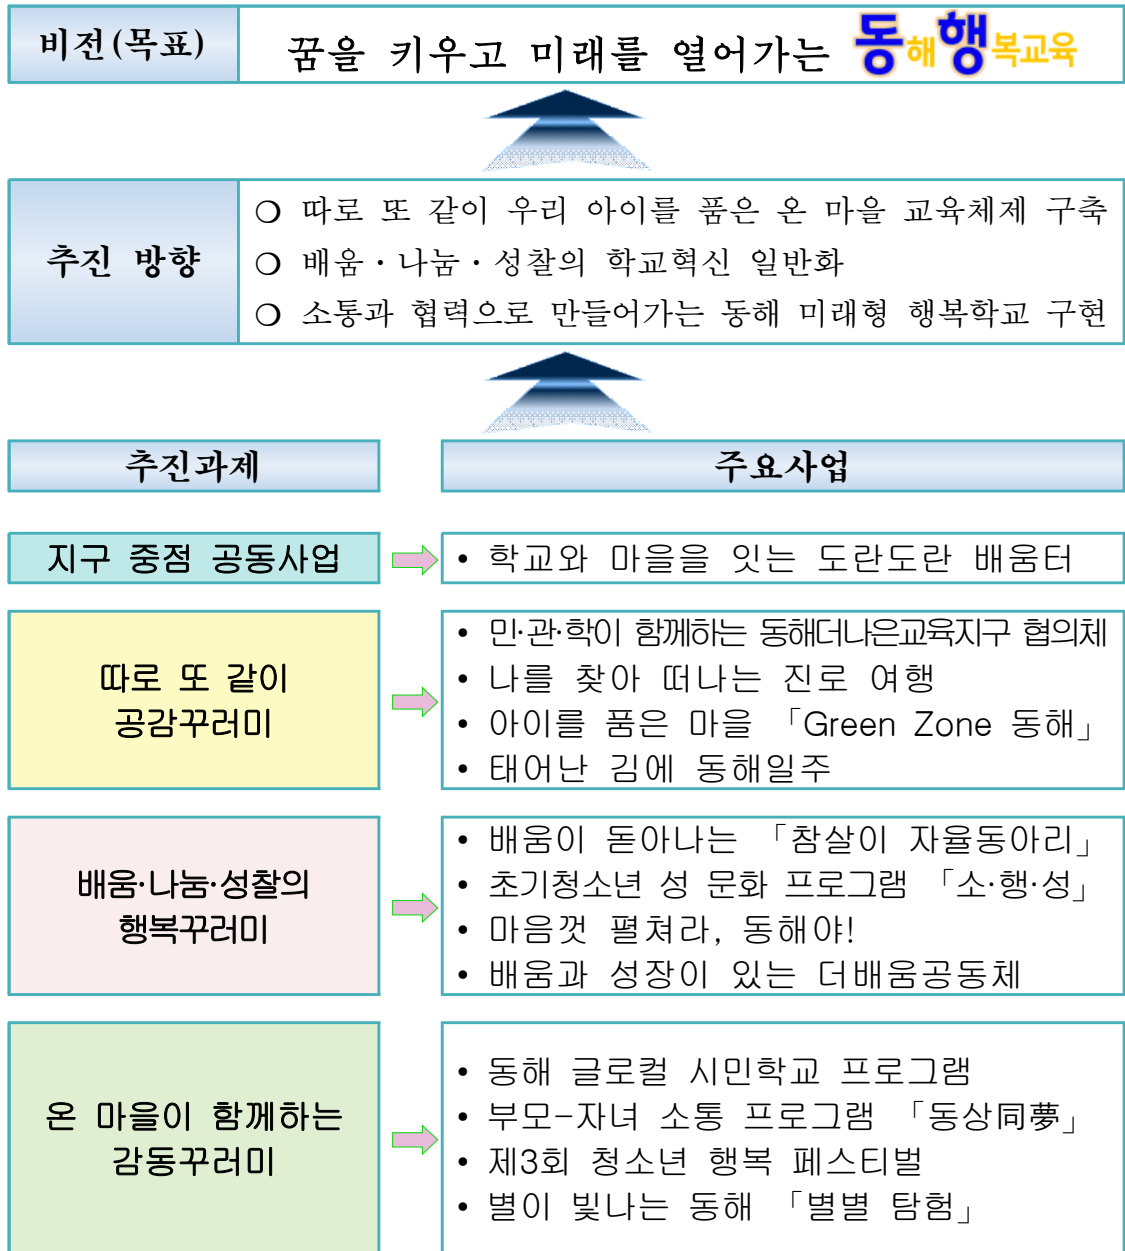 비전(목표)
꿈을 키우고 미래를 열어가는 동해행복교육
추진 방향
❍ 따로 또 같이 우리 아이를 품은 온 마을 교육체제 구축
❍ 배움·나눔·성찰의 학교혁신 일반화
❍ 소통과 협력으로 만들어가는 동해 미래형 행복학교 구현
추진과제
주요사업
지구 중점 공동사업
• 학교와 마을을 잇는 도란도란 배움터
따로 또 같이
공감꾸러미
• 민·관·학이 함께하는 동해더나은교육지구 협의체
• 나를 찾아 떠나는 진로 여행
• 아이를 품은 마을 「Green Zone 동해」
• 태어난 김에 동해일주
배움·나눔·성찰의
행복꾸러미
• 배움이 돋아나는 「참살이 자율동아리」
• 초기청소년 성 문화 프로그램 「소·행·성」
• 마음껏 펼쳐라, 동해야!
• 배움과 성장이 있는 더배움공동체
온 마을이 함께하는
감동꾸러미
• 동해 글로컬 시민학교 프로그램
• 부모-자녀 소통 프로그램 「동상同夢」
• 제3회 청소년 행복 페스티벌
• 별이 빛나는 동해 「별별 탐험」